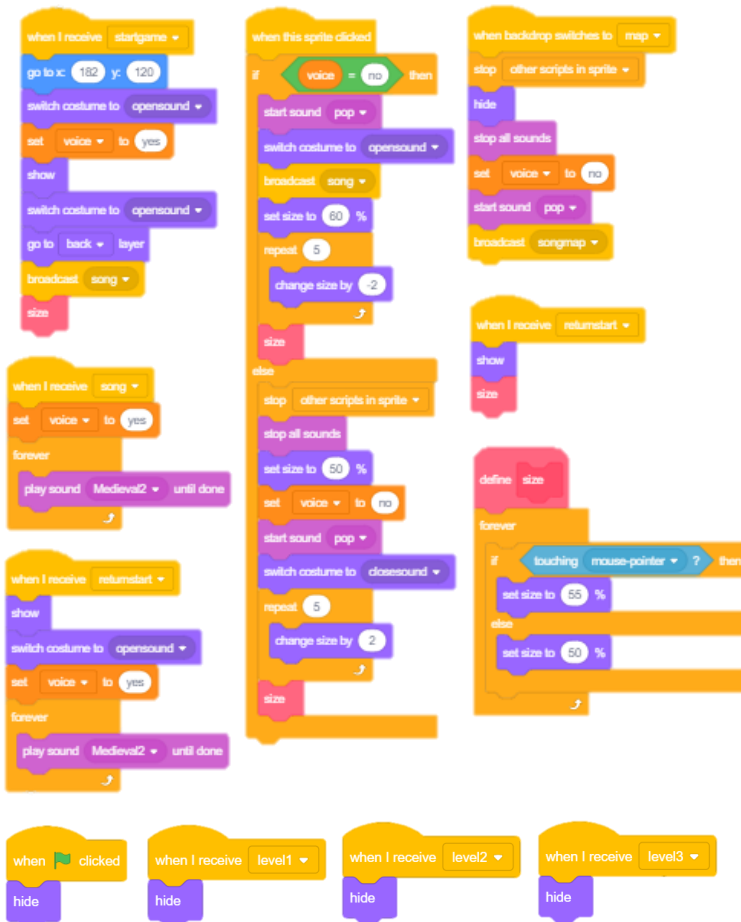 when I receive startgame
go to x: 182 y: 120
switch costume to opensound
set voice to yes
show
switch costume to opensound
go to back layer
broadcast song
size
when I receive song
set voice to yes
forever
play sound Medieval2 until done
when I receive returnstart
show
switch costume to opensound
set voice to yes
forever
play sound Medieval2 until done
when this sprite clicked
if voice = no then
start sound pop
switch costume to opensound
broadcast song
set size to 60 %
repeat 5
change size by -2
size
else
stop other scripts in sprite
stop all sounds
set size to 50 %
set voice to no
start sound pop
switch costume to closesound
repeat 5
change size by 2
size
when backdrop switches to map
stop other scripts in sprite
hide
stop all sounds
set voice to no
start sound pop
broadcast songmap
when I receive returnstart
show
size
define size
forever
if touching mouse-pointer ? then
set size to 55 %
else
set size to 50 %
when clicked
hide
when I receive level1
hide
when I receive level2
hide
when I receive level3
hide